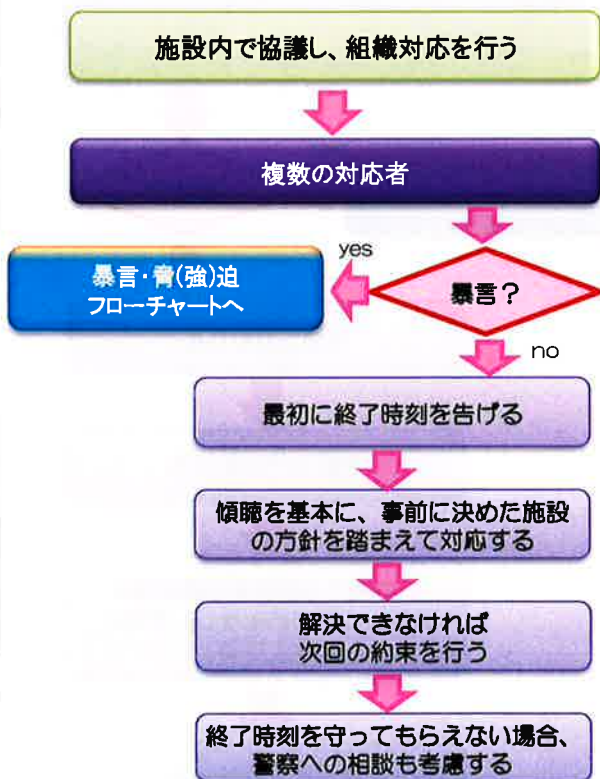 施設内で協議し、組織対応を行う
複数の対応者
暴言?
yes
暴言・脅(強)迫
フローチャートへ
no
最初に終了時刻を告げる
傾聴を基本に、事前に決めた施設
の方針を踏まえて対応する
解決できなければ
次回の約束を行う
終了時刻を守ってもらえない場合、
警察への相談も考慮する